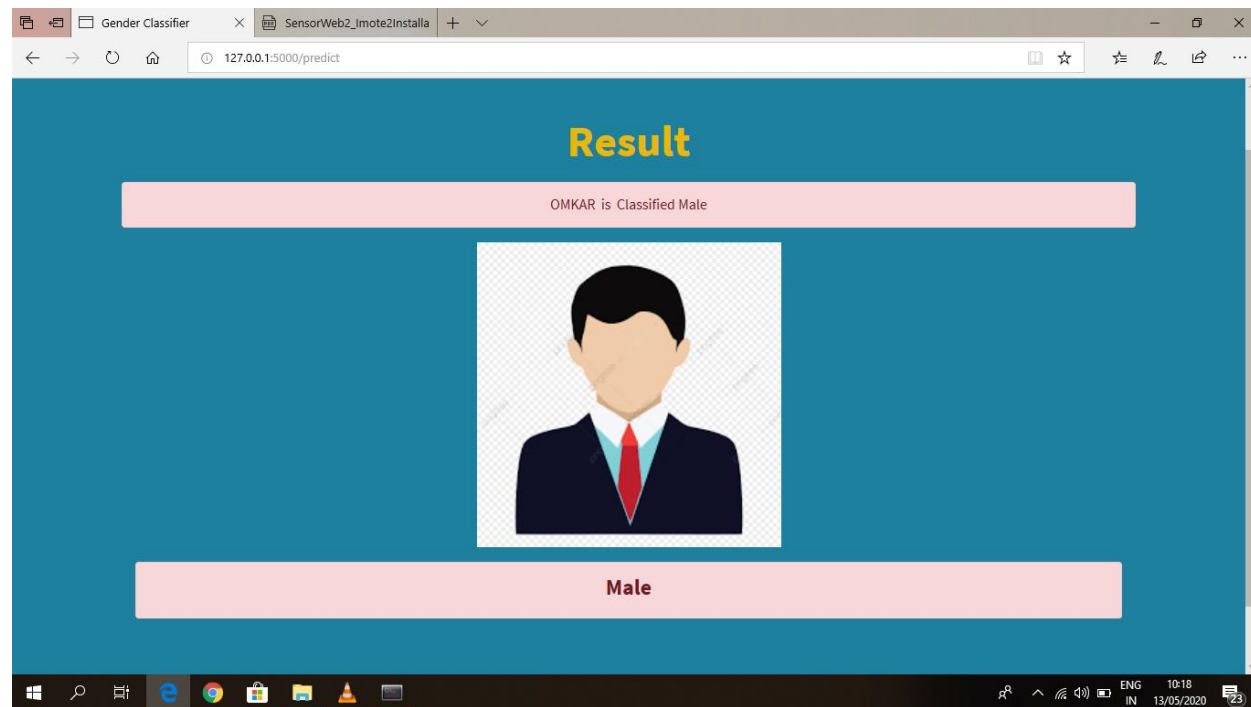 Gender Classifier
SensorWeb2_Imote2Installa
127.0.0.1:5000/predict
Result
OMKAR is Classified Male
Male
ENG
IN
10:18
13/05/2020
23